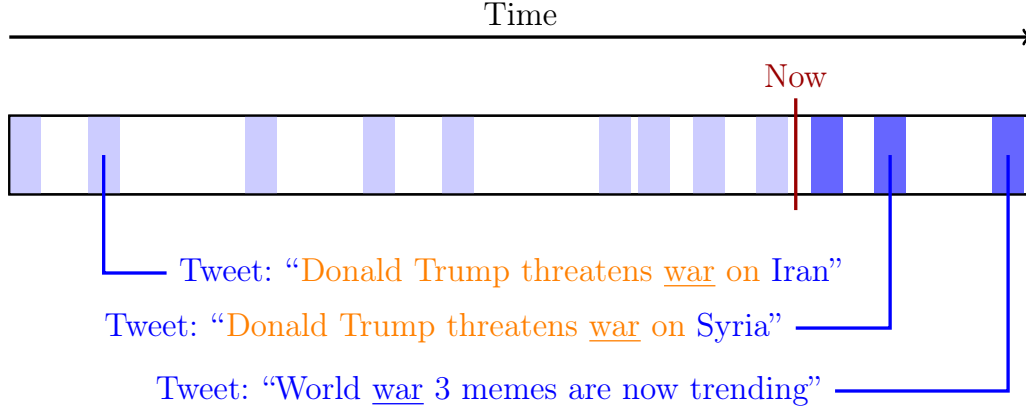 Time
Now
Tweet: “Donald Trump threatens war on Iran”
Tweet: “Donald Trump threatens war on Syria”
Tweet: “World war 3 memes are now trending”